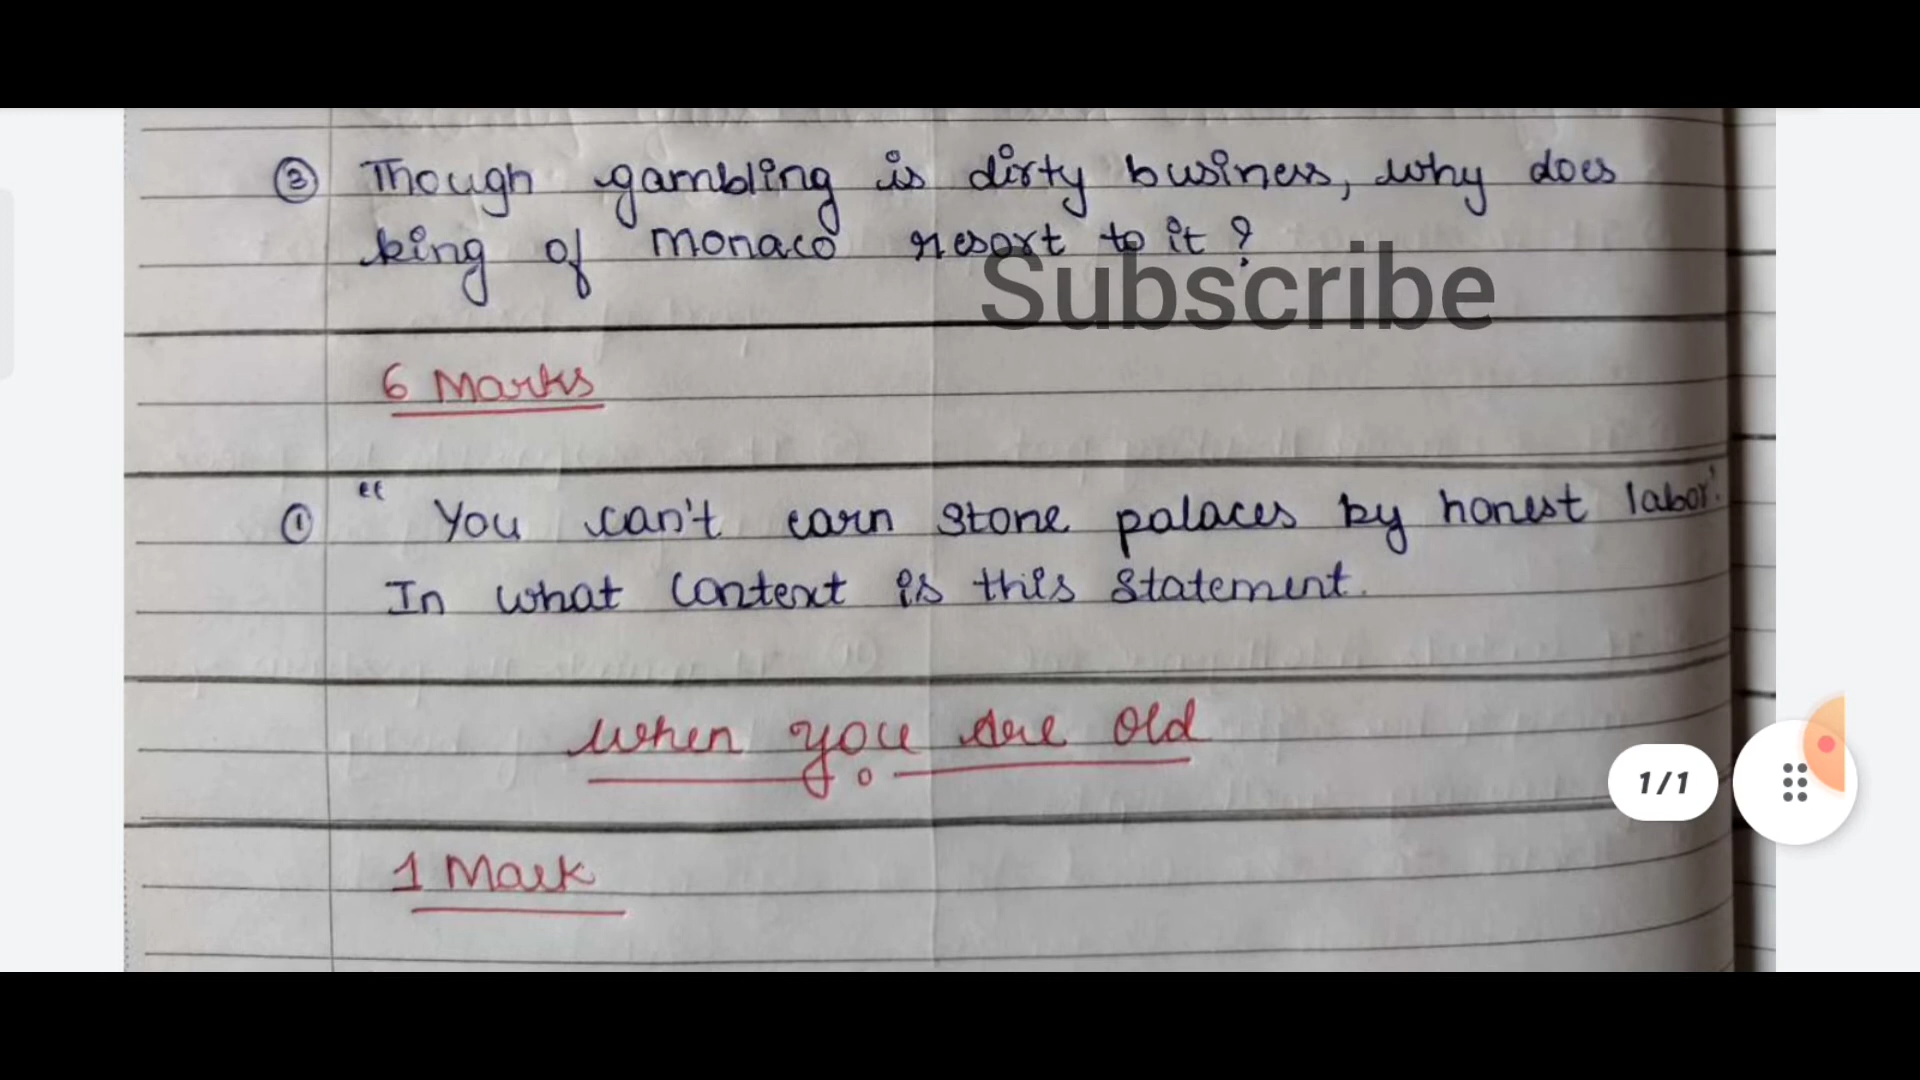 ② Though gambling is dirty business, why does
king of monaco resort to it ?
Subscribe
6 Marks
① " You can't earn stone palaces by honest labor."
In what context is this statement.
when you are old
1/1
1 Mark